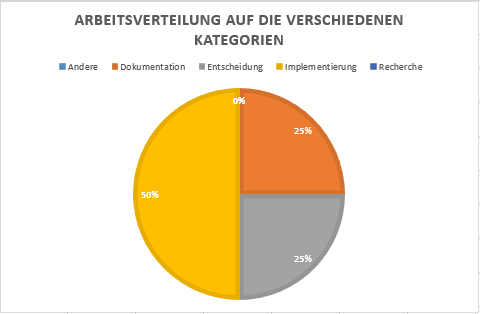 ARBEITSVERTEILUNG AUF DIE VERSCHIEDENEN
KATEGORIEN
Andere Dokumentation Entscheidung Implementierung Recherche
0%
25%
50%
25%